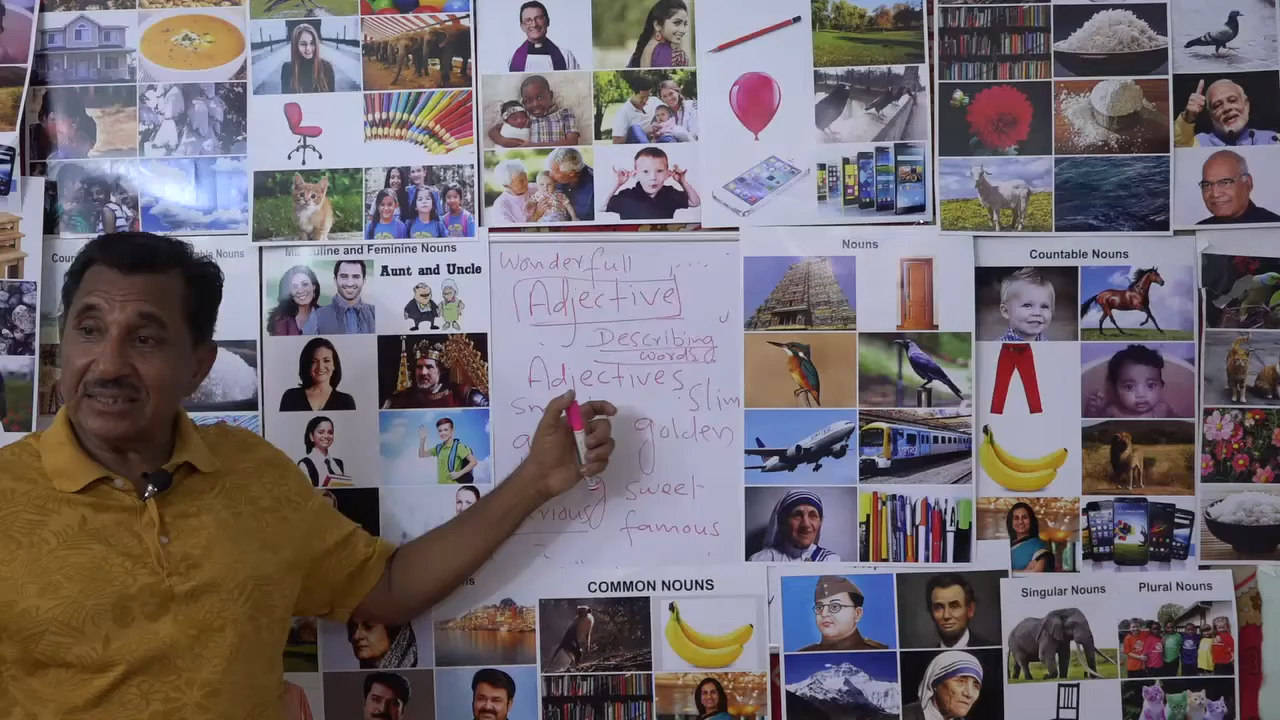 Masculine and Feminine Nouns
Aunt and Uncle
Wonderfull
Adjective
Describing
words
Adjectives
Slim
golden
sweet
famous
Nouns
Countable Nouns
COMMON NOUNS
Singular Nouns
Plural Nouns